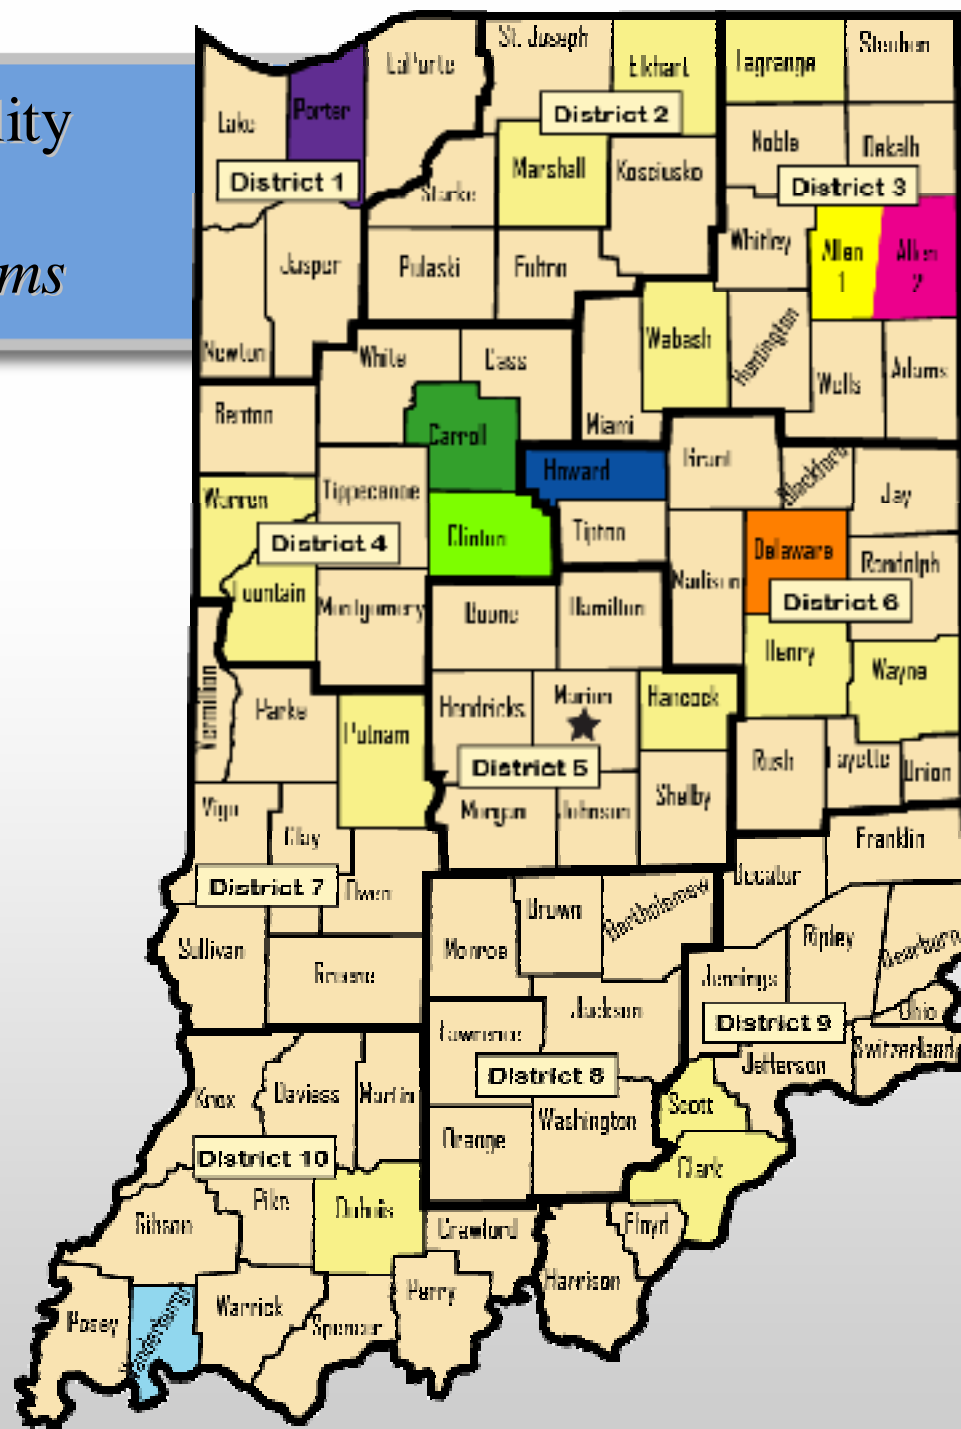 lity
ms
St. Joseph
Steuben
LaPorte
Elkhart
Lagrange
Porter
Lake
District 2
Noble
Dekalb
Marshall
Kosciusko
District 1
Starke
District 3
Whitley
Allen
1
Allen
2
Jasper
Pulaski
Fulton
Newton
White
Cass
Wabash
Huntington
Wells
Adams
Benton
Carroll
Miami
Howard
Grant
Blackford
Jay
Warren
Tippecanoe
Clinton
Tipton
District 4
Delaware
Randolph
Fountain
Montgomery
Boone
Hamilton
Madison
District 6
Henry
Wayne
Vermillion
Parke
Putnam
Hendricks
Marion
Hancock
District 5
Rush
Fayette
Union
Vigo
Clay
Morgan
Johnson
Shelby
Franklin
District 7
Owen
Decatur
Brown
Bartholomew
Ripley
Dearborn
Sullivan
Greene
Monroe
Jennings
Jackson
Ohio
Lawrence
District 9
Switzerland
Jefferson
District 8
Knox
Daviess
Martin
Scott
Orange
Washington
District 10
Clark
Gibson
Pike
Dubois
Crawford
Floyd
Posey
Vanderburgh
Warrick
Spencer
Perry
Harrison